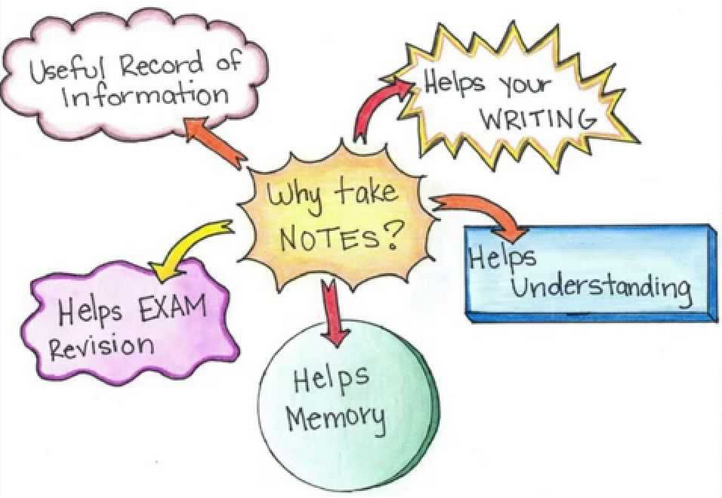 Useful Record of
Information
Helps your
WRITING
Why take
NOTES?
Helps
Understanding
Helps EXAM
Revision
Helps
Memory